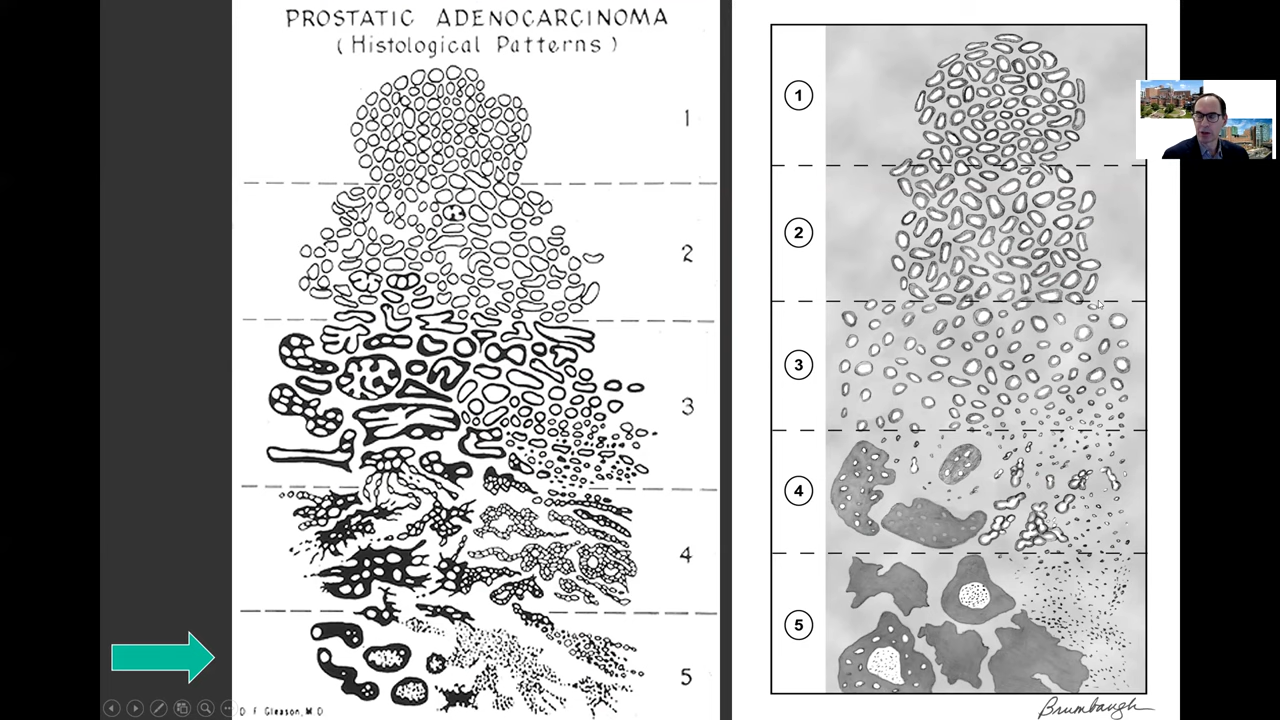 PROSTATIC ADENOCARCINOMA
(Histological Patterns)
1
2
3
4
5
D F Gleason, M.D
1
2
3
4
5
Brumbaugh